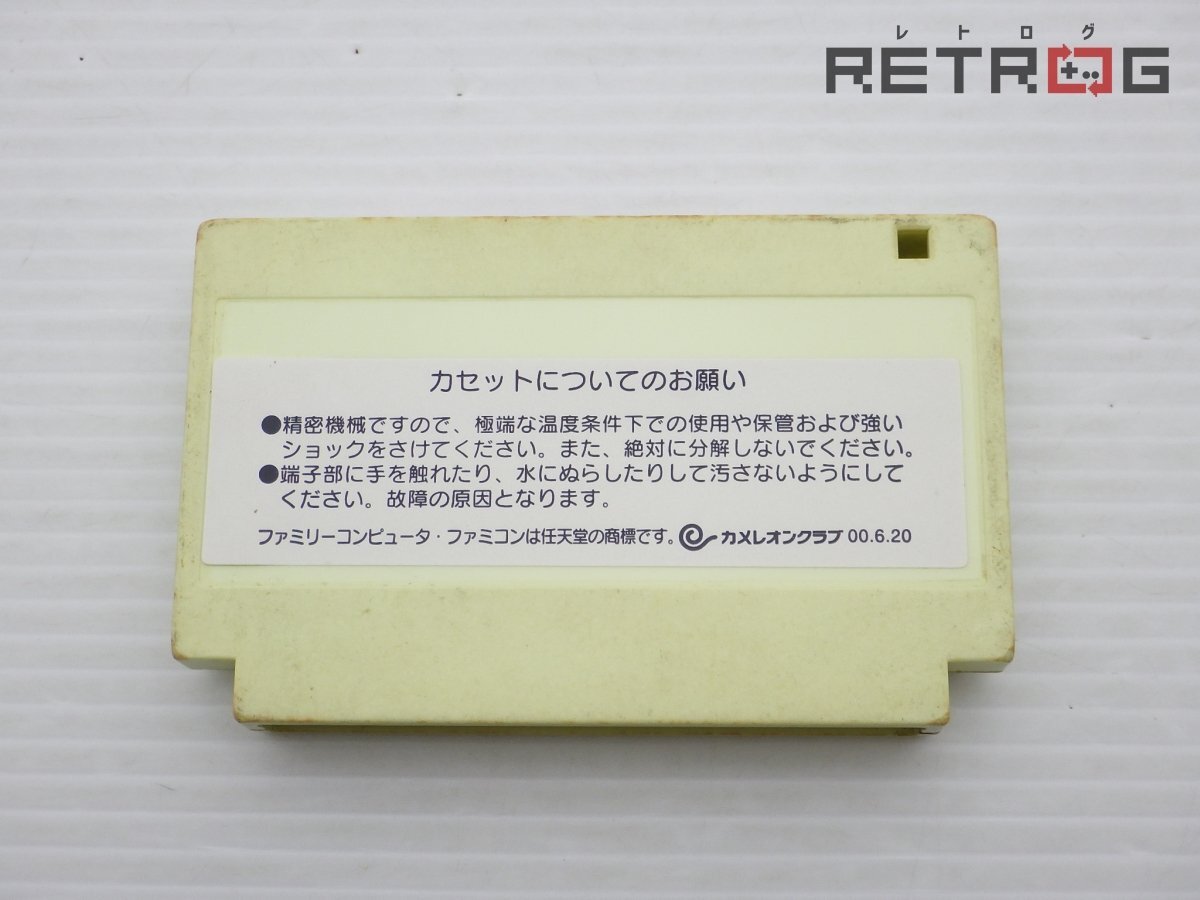 レトログ
RETROG
カセットについてのお願い
●精密機械ですので、極端な温度条件下での使用や保管および強い
ショックをさけてください。また、絶対に分解しないでください。
●端子部に手を触れたり、水にぬらしたりして汚さないようにして
ください。故障の原因となります。
ファミリーコンピュータ・ファミコンは任天堂の商標です。 カメレオンクラブ 00.6.20